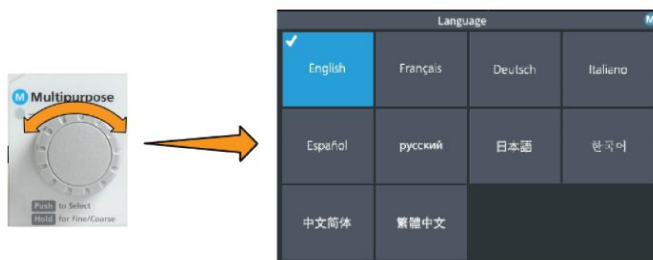 M Multipurpose
Push to Select
Hold for Fine/Coarse
Language
M
English
Français
Deutsch
Italiano
Español
русский
日本語
한국어
中文简体
繁體中文